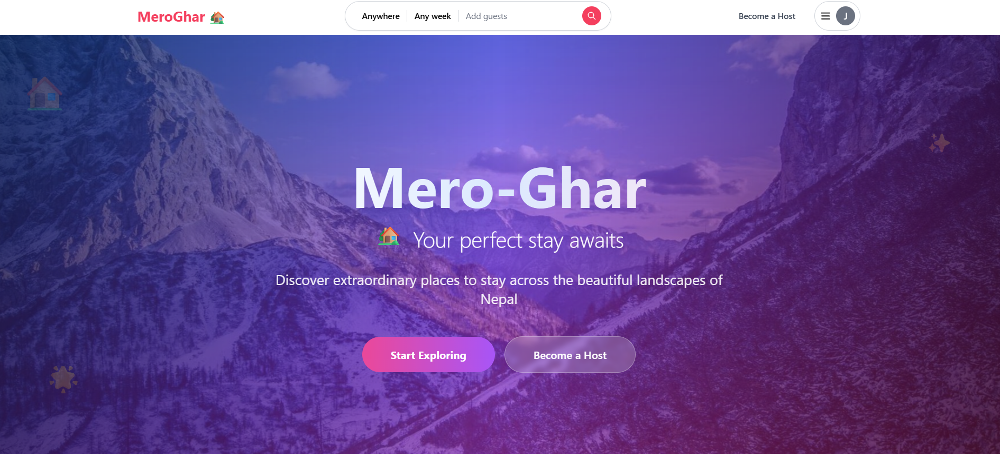 MeroGhar
Anywhere
Any week
Add guests
Become a Host
J
Mero-Ghar
Your perfect stay awaits
Discover extraordinary places to stay across the beautiful landscapes of
Nepal
Start Exploring
Become a Host